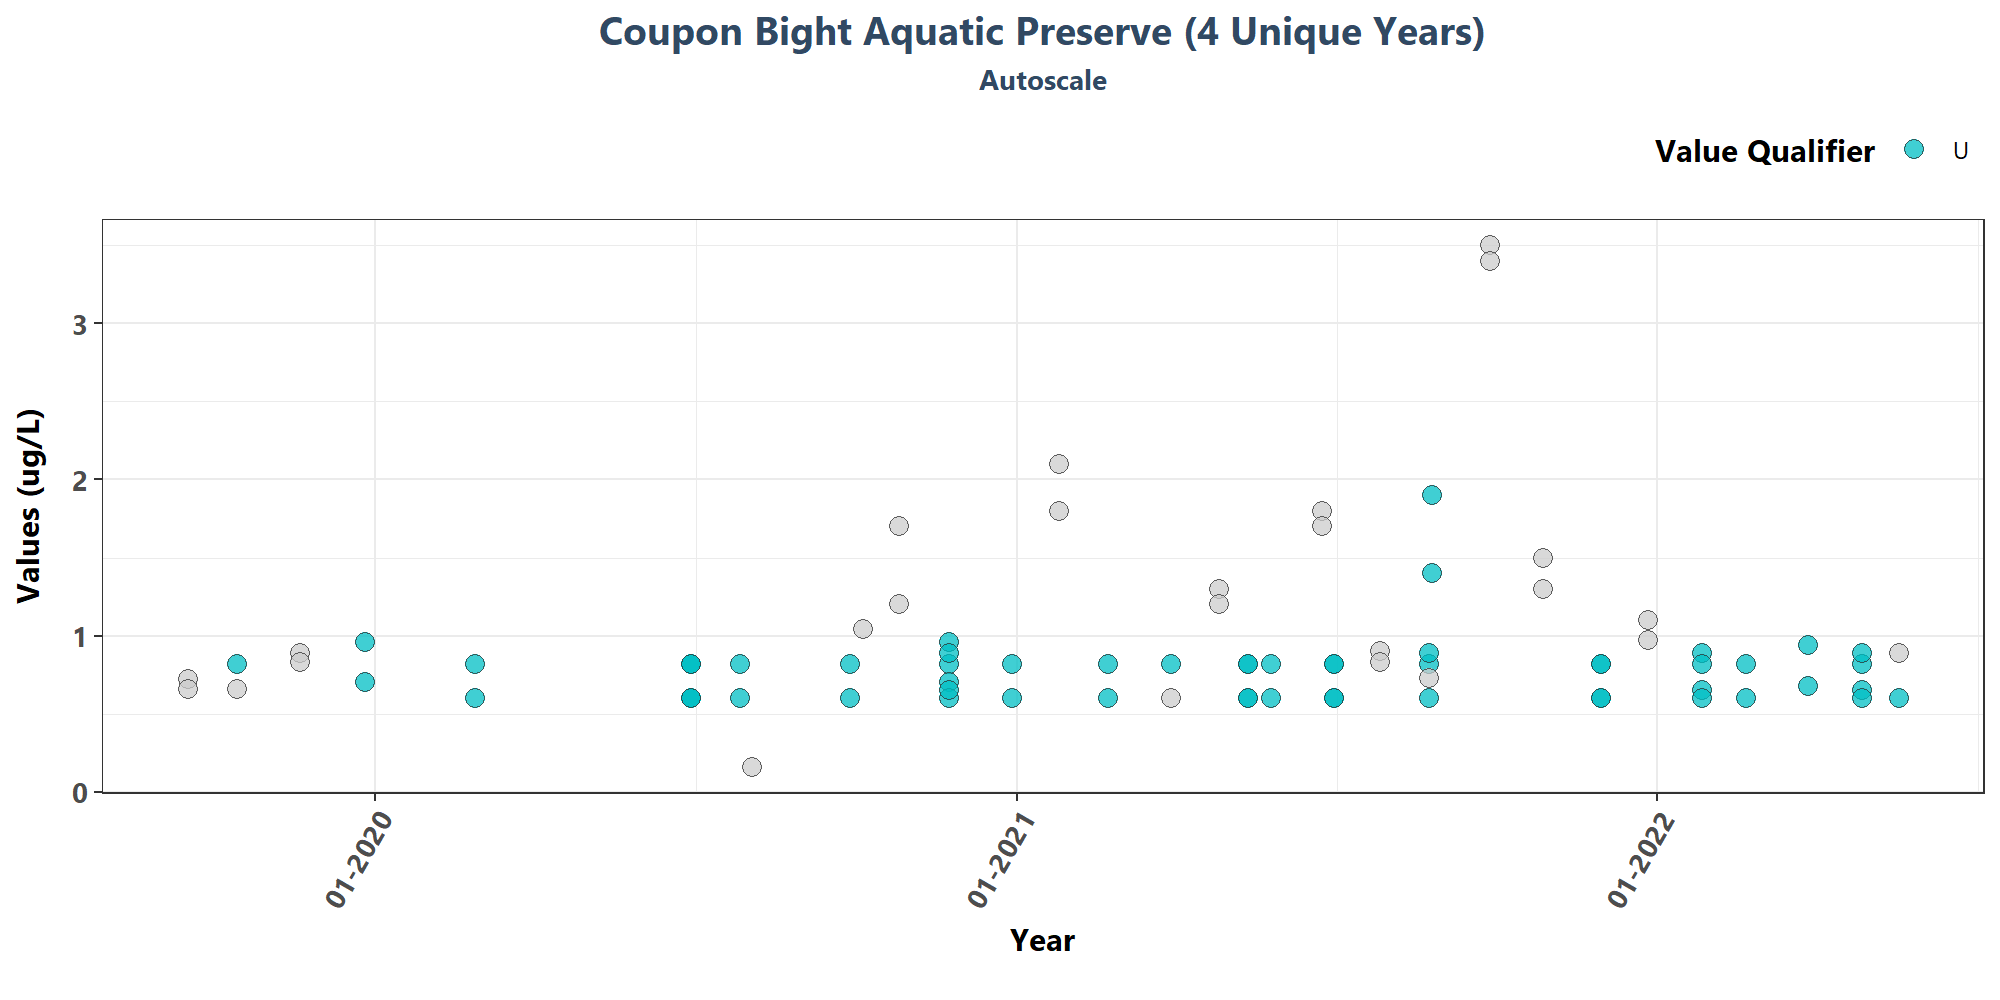 Coupon Bight Aquatic Preserve (4 Unique Years)
Autoscale
Value Qualifier U
Values (ug/L)
3
2
1
0
01-2020
01-2021
01-2022
Year